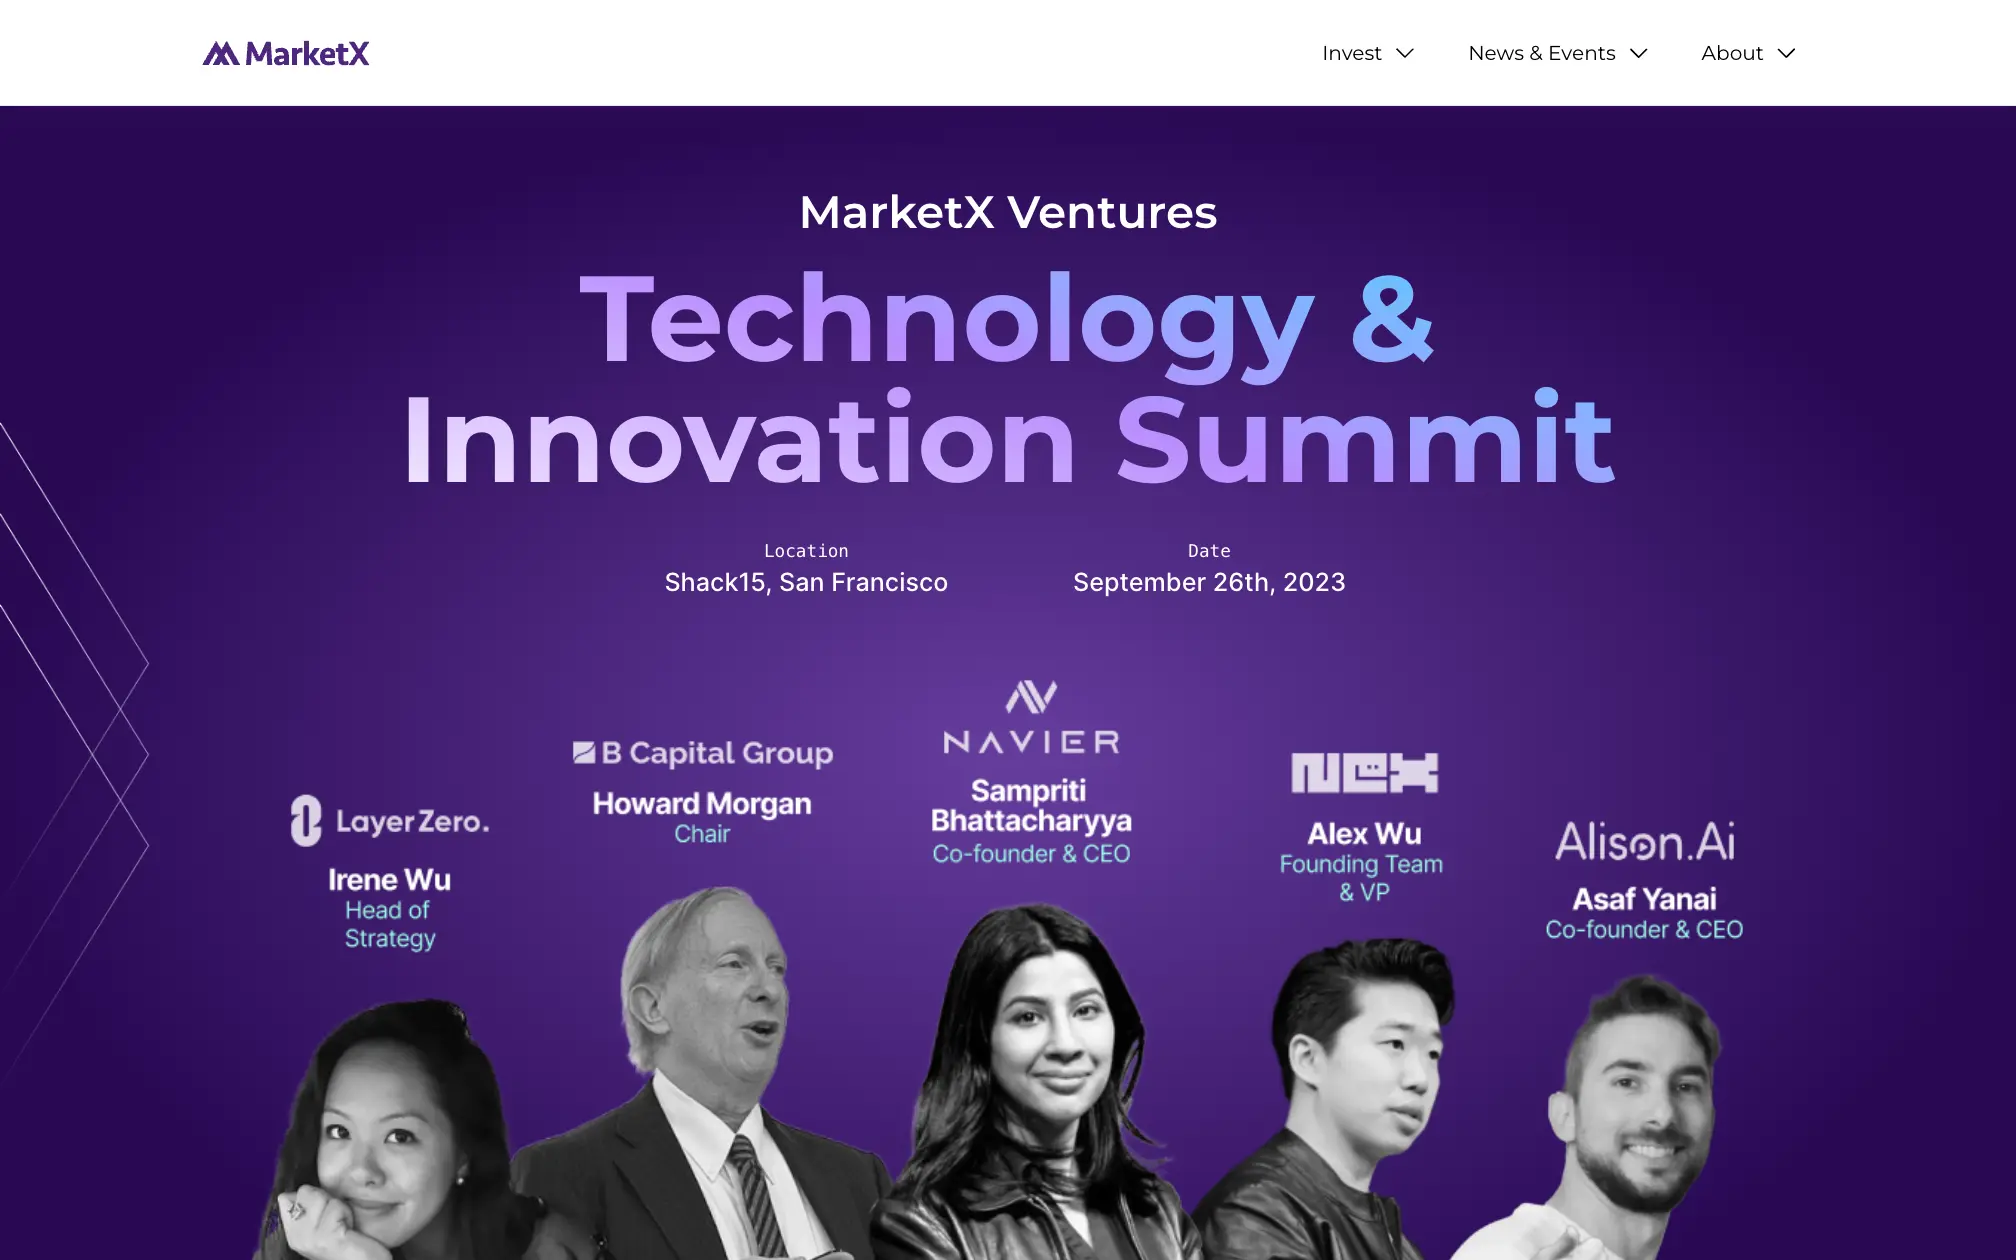 MarketX
Invest
News & Events
About
MarketX Ventures
Technology &
Innovation Summit
Location
Shack15, San Francisco
Date
September 26th, 2023
LayerZero.
Irene Wu
Head of
Strategy
B Capital Group
Howard Morgan
Chair
NAVIER
Sampriti
Bhattacharyya
Co-founder & CEO
NEX
Alex Wu
Founding Team
& VP
Alison.Ai
Asaf Yanai
Co-founder & CEO